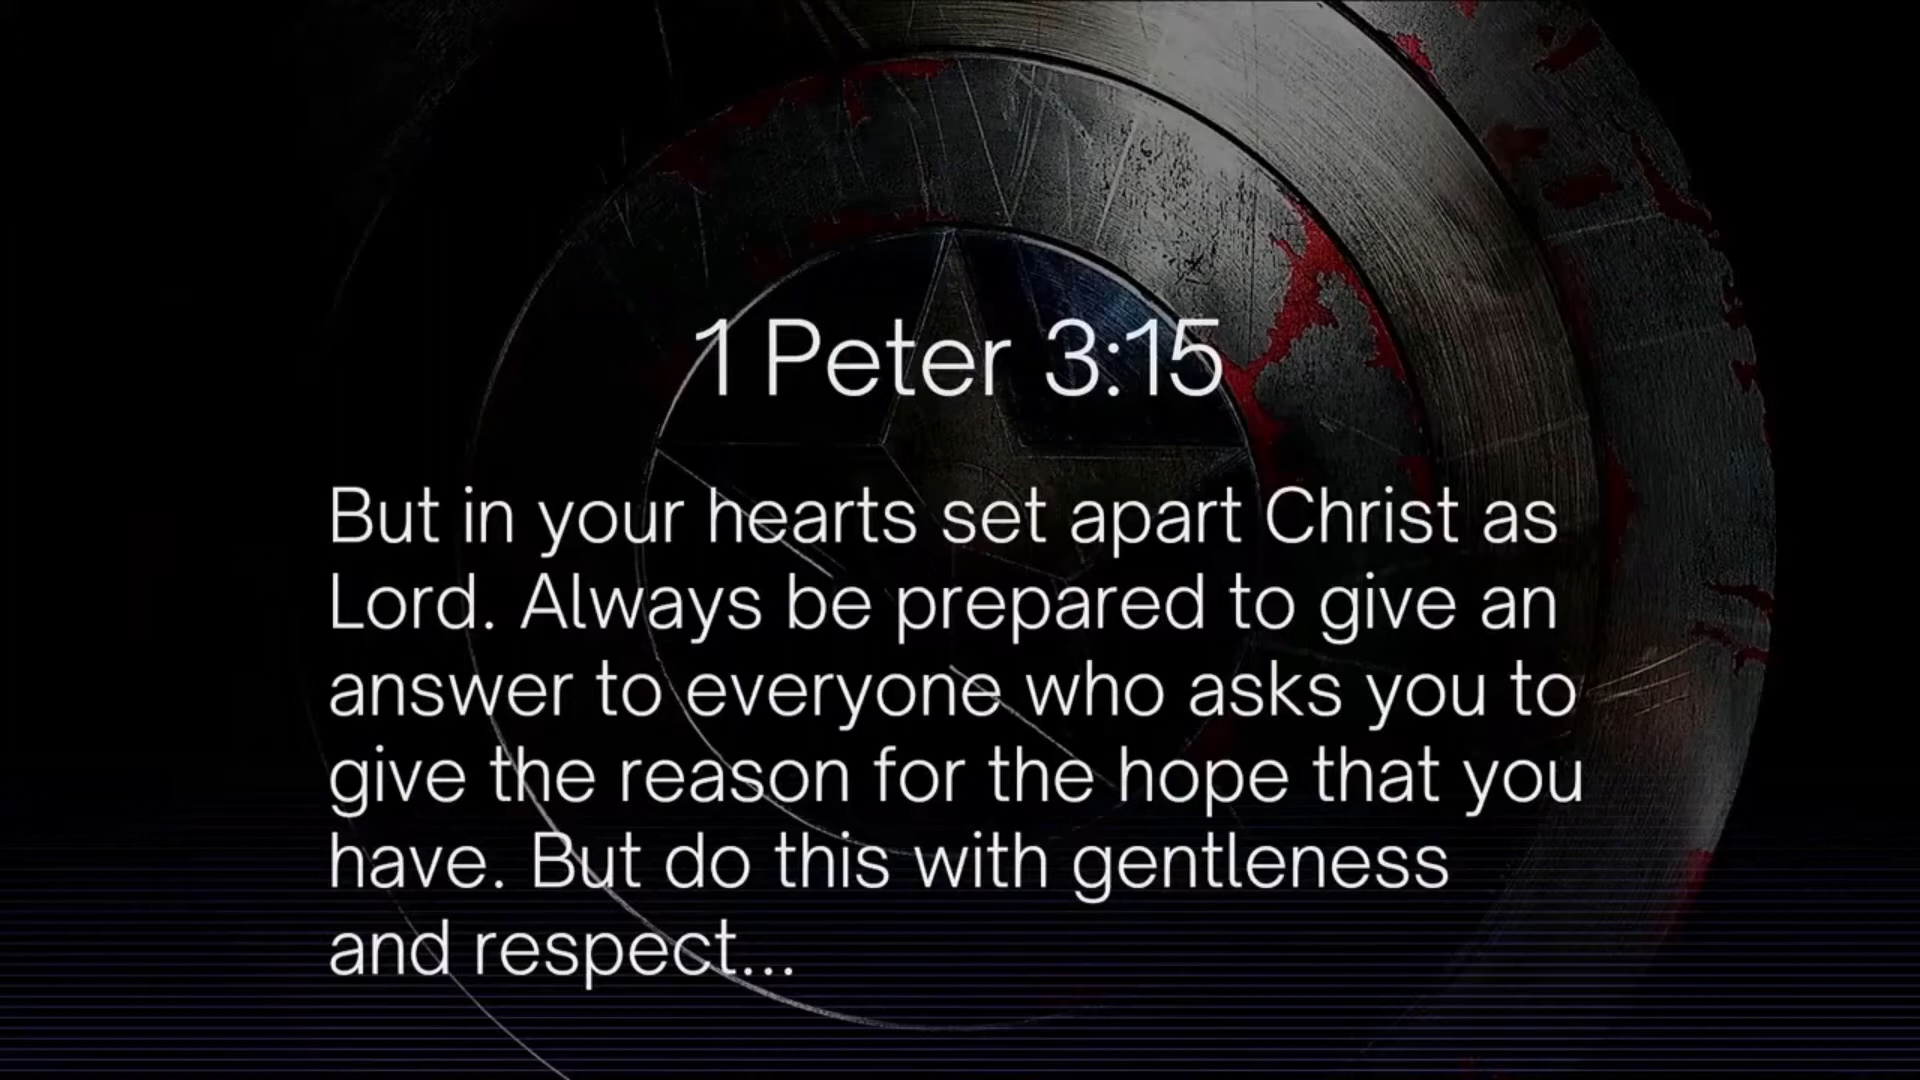 1 Peter 3:15
But in your hearts set apart Christ as
Lord. Always be prepared to give an
answer to everyone who asks you to
give the reason for the hope that you
have. But do this with gentleness
and respect...